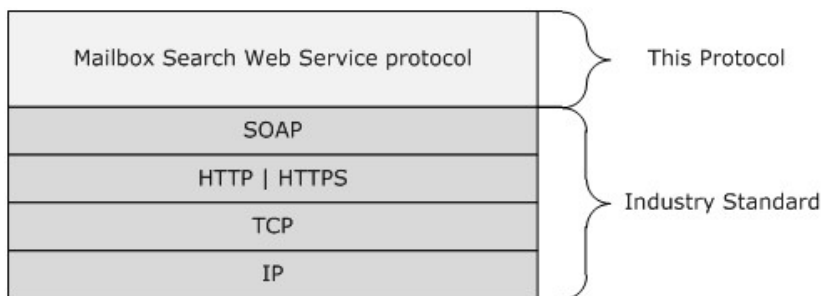 Mailbox Search Web Service protocol
This Protocol
SOAP
HTTP | HTTPS
TCP
IP
Industry Standard